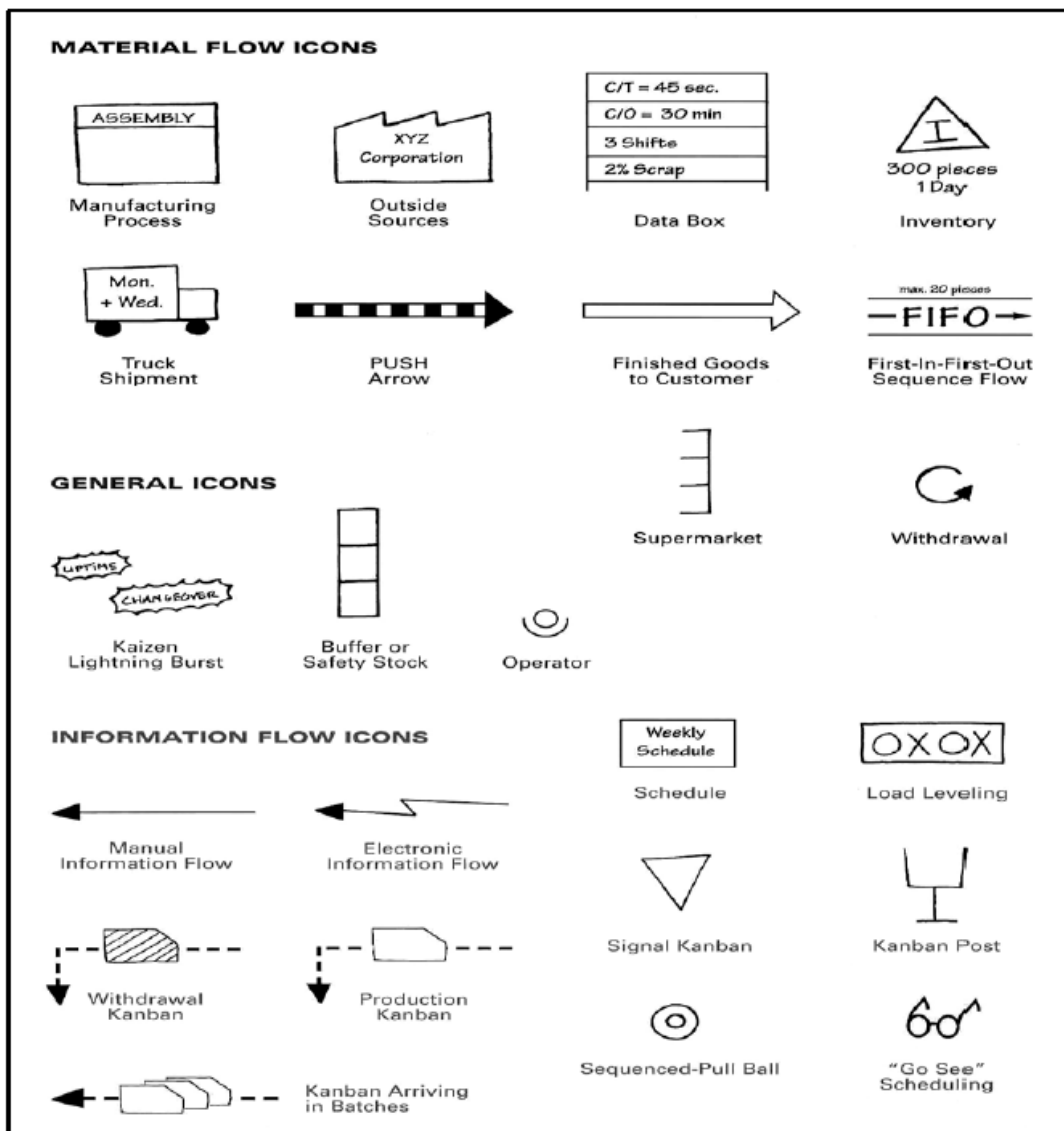 MATERIAL FLOW ICONS
ASSEMBLY
Manufacturing
Process
XYZ
Corporation
Outside
Sources
C/T = 45 sec.
C/O = 30 min
3 Shifts
2% Scrap
Data Box
I
300 pieces
1 Day
Inventory
Mon.
+ Wed.
Truck
Shipment
PUSH
Arrow
Finished Goods
to Customer
max. 20 pieces
FIFO
First-In-First-Out
Sequence Flow
Supermarket
Withdrawal
GENERAL ICONS
UPTIME
CHANGEOVER
Kaizen
Lightning Burst
Buffer or
Safety Stock
Operator
INFORMATION FLOW ICONS
Manual
Information Flow
Electronic
Information Flow
Weekly
Schedule
Schedule
OXOX
Load Leveling
Withdrawal
Kanban
Production
Kanban
Signal Kanban
Kanban Post
Kanban Arriving
in Batches
Sequenced-Pull Ball
"Go See"
Scheduling